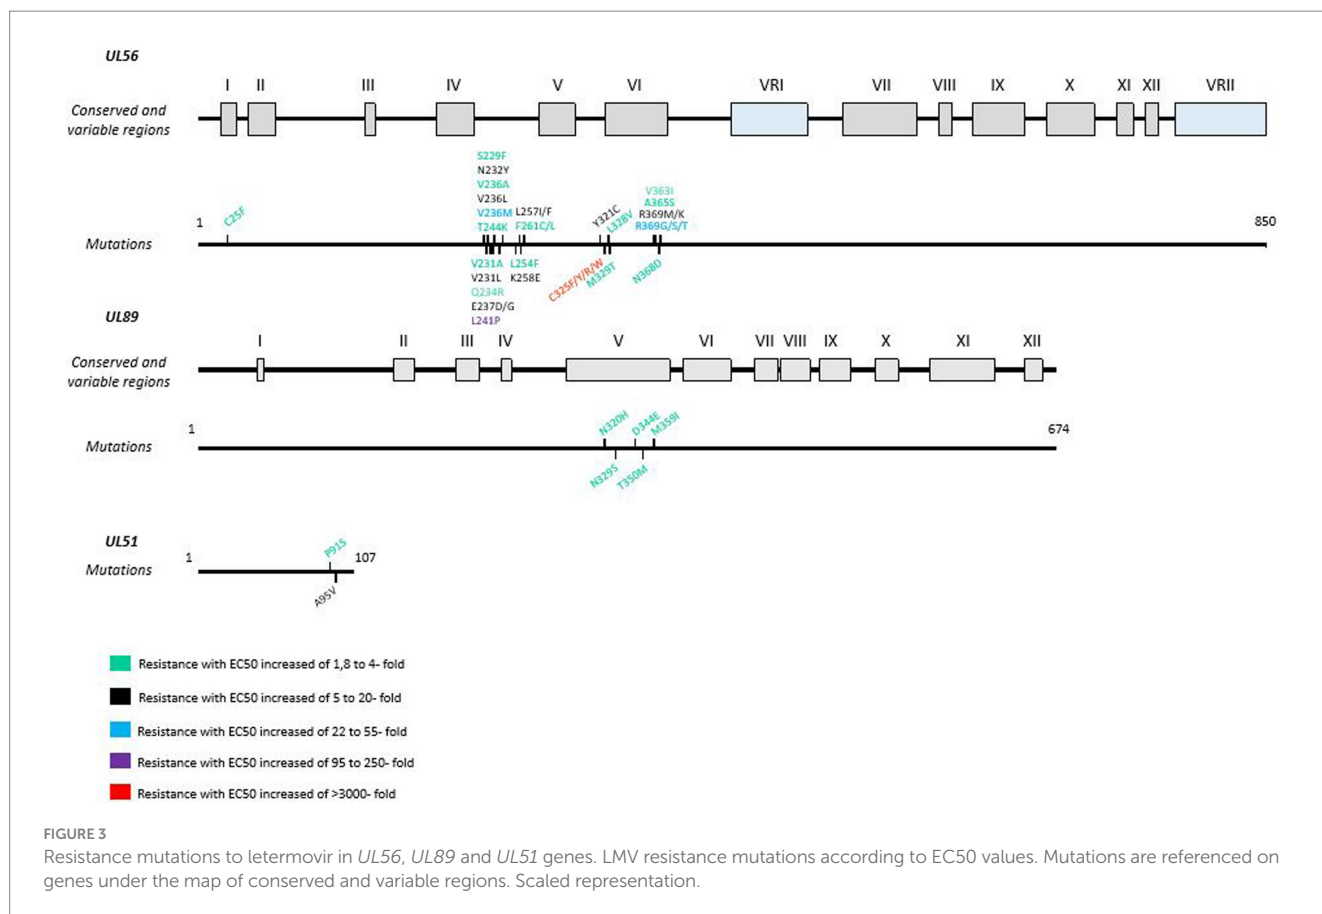 UL56
I II III IV V VI VRI VII VIII IX X XI XII VRII
Conserved and
variable regions
S229F
N232Y
V236A
V236L
V236M L257I/F
T244K F261C/L
C25F
Y321C
L328V
V363I
A365S
R369M/K
R369G/S/T
1 850
Mutations
V231A L254F
V231L K258E
Q234R
E237D/G
L241P
C325F/Y/R/W
M329T
N368D
UL89
I II III IV V VI VII VIII IX X XI XII
Conserved and
variable regions
N320H D344E M359I
1 674
Mutations
N329S T350M
UL51
P91S
1 107
Mutations
A95V
Resistance with EC50 increased of 1,8 to 4- fold
Resistance with EC50 increased of 5 to 20- fold
Resistance with EC50 increased of 22 to 55- fold
Resistance with EC50 increased of 95 to 250- fold
Resistance with EC50 increased of >3000- fold
FIGURE 3
Resistance mutations to letermovir in UL56, UL89 and UL51 genes. LMV resistance mutations according to EC50 values. Mutations are referenced on
genes under the map of conserved and variable regions. Scaled representation.